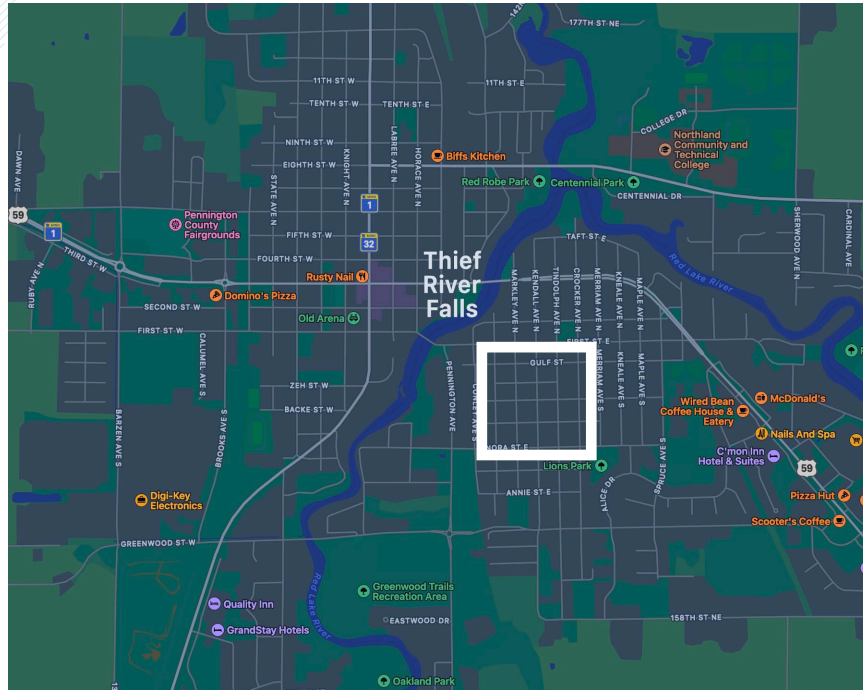 177TH ST NE
11TH ST W
11TH ST E
TENTH ST W
TENTH ST E
COLLEGE DR
Northland
Community and
Technical
College
NINTH ST W
LABREE AVE N
KNIGHT AVE N
HORACE AVE N
Biffs Kitchen
EIGHTH ST W
DAWN AVE
STATE AVE N
Red Robe Park
Centennial Park
CENTENNIAL DR
1
59
1
Pennington
County
Fairgrounds
SHERWOOD AVE N
CARDINAL AVE
FIFTH ST W
32
TAFT ST E
THIRD ST W
FOURTH ST W
Thief
River
Falls
Red Lake River
RUBY AVE N
Rusty Nail
MARKLEY AVE N
KENDALL AVE N
TINDOLPH AVE N
CROCKER AVE N
MERRIAM AVE N
KNEALE AVE N
MAPLE AVE N
Domino's Pizza
SECOND ST W
Old Arena
FIRST ST W
FIRST ST E
GULF ST
CALUMEL AVE S
PENNINGTON AVE
MERRIAM AVE S
KNEALE AVE S
MAPLE AVE S
ZEH ST W
BACKE ST W
McDonald's
Wired Bean
Coffee House &
Eatery
BARZEN AVE S
BROOKS AVE S
Nails And Spa
C'mon Inn
Hotel & Suites
Lions Park
59
SPRUCE AVE S
ALICE DR
ANNIE ST E
Digi-Key
Electronics
Pizza Hut
Scooter's Coffee
GREENWOOD ST W
Greenwood Trails
Recreation Area
Red Lake River
Quality Inn
EASTWOOD DR
158TH ST NE
GrandStay Hotels
Oakland Park